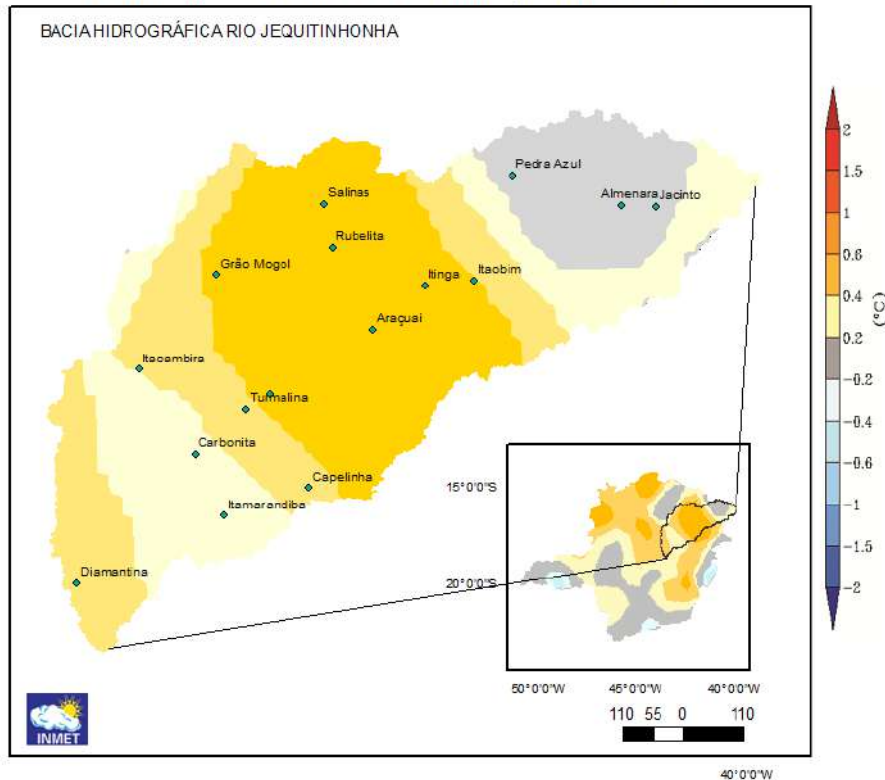 BACIA HIDROGRÁFICA RIO JEQUITINHONHA
Pedra Azul
Salinas
Almenara
Jacinto
Rubelita
Grão Mogol
Itinga
Itaobim
Araçuai
Itacambira
Turmalina
Carbonita
Capelinha
Itamarandiba
Diamantina
2
1.5
1
0.6
0.4
0.2
-0.2
-0.4
-0.6
-1
-1.5
-2
(°C)
15°0'0"S
20°0'0"S
50°0'0"W 45°0'0"W 40°0'0"W
110 55 0 110
INMET
40°0'0"W